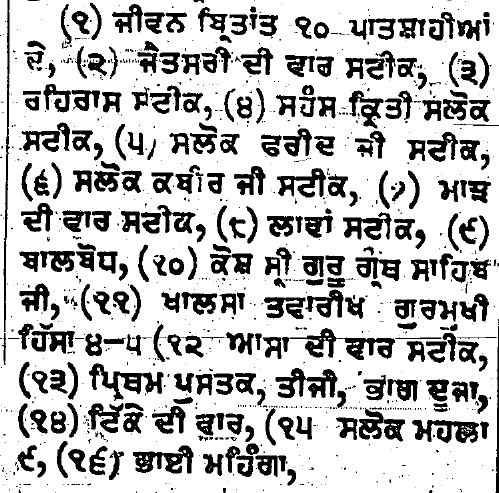 (੧) ਜੀਵਨ ਬ੍ਰਿਤਾਂਤ ੧੦ ਪਾਤਸ਼ਾਹੀਆਂ
ਦੇ, (੨) ਜੈਤਸਰੀ ਦੀ ਵਾਰ ਸਟੀਕ, (੩)
ਰਹਿਰਾਸ ਸਟੀਕ, (੪) ਸਹੰਸ ਕ੍ਰਿਤੀ ਸਲੋਕ
ਸਟੀਕ, (੫) ਸਲੋਕ ਫਰੀਦ ਜੀ ਸਟੀਕ,
(੬) ਸਲੋਕ ਕਬੀਰ ਜੀ ਸਟੀਕ, (੭) ਮਾਝ
ਦੀ ਵਾਰ ਸਟੀਕ, (੮) ਲਾਵਾਂ ਸਟੀਕ, (੯)
ਬਾਲਬੋਧ, (੧੦) ਕੋਸ਼ ਸ੍ਰੀ ਗੁਰੂ ਗ੍ਰੰਥ ਸਾਹਿਬ
ਜੀ, (੧੧) ਖਾਲਸਾ ਤਵਾਰੀਖ ਗੁਰਮੁਖੀ
ਹਿੱਸਾ ੪-੫ (੧੨ ਆਸਾ ਦੀ ਵਾਰ ਸਟੀਕ,
(੧੩) ਪ੍ਰਿਥਮ ਪੁਸਤਕ, ਤੀਜੀ, ਭਾਗ ਦੂਜਾ,
(੧੪) ਟਿੱਕੇ ਦੀ ਵਾਰ, (੧੫ ਸਲੋਕ ਮਹਲਾ
੯, (੧੬) ਭਾਈ ਮਹਿੰਗਾ,